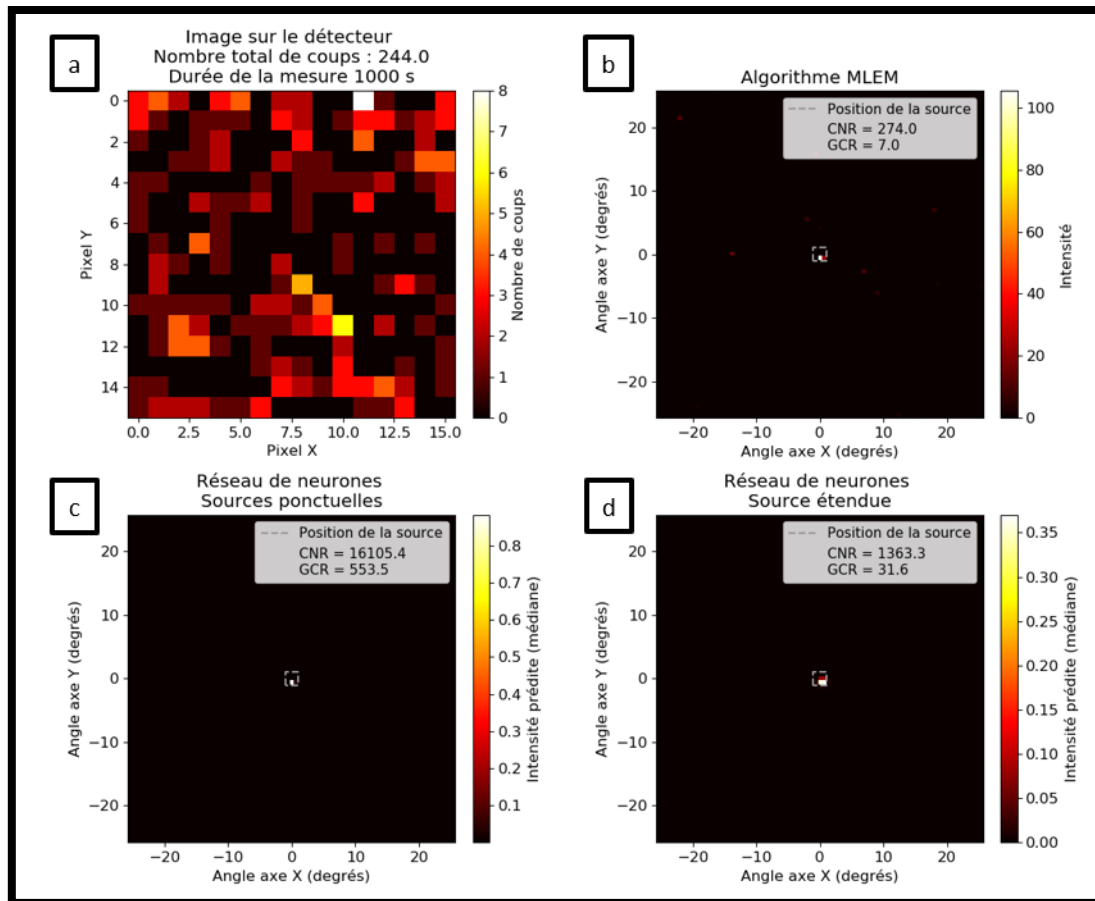 a
Image sur le détecteur
Nombre total de coups : 244.0
Durée de la mesure 1000 s
0
2
4
6
8
10
12
14
Pixel Y
0.0 2.5 5.0 7.5 10.0 12.5 15.0
Pixel X
8
7
6
5
4
3
2
1
0
Nombre de coups
b
Algorithme MLEM
Position de la source
CNR = 274.0
GCR = 7.0
20
10
0
−10
−20
Angle axe Y (degrés)
−20 −10 0 10 20
Angle axe X (degrés)
100
80
60
40
20
0
Intensité
c
Réseau de neurones
Sources ponctuelles
Position de la source
CNR = 16105.4
GCR = 553.5
20
10
0
−10
−20
Angle axe Y (degrés)
−20 −10 0 10 20
Angle axe X (degrés)
0.8
0.7
0.6
0.5
0.4
0.3
0.2
0.1
Intensité prédite (médiane)
d
Réseau de neurones
Source étendue
Position de la source
CNR = 1363.3
GCR = 31.6
20
10
0
−10
−20
Angle axe Y (degrés)
−20 −10 0 10 20
Angle axe X (degrés)
0.35
0.30
0.25
0.20
0.15
0.10
0.05
0.00
Intensité prédite (médiane)